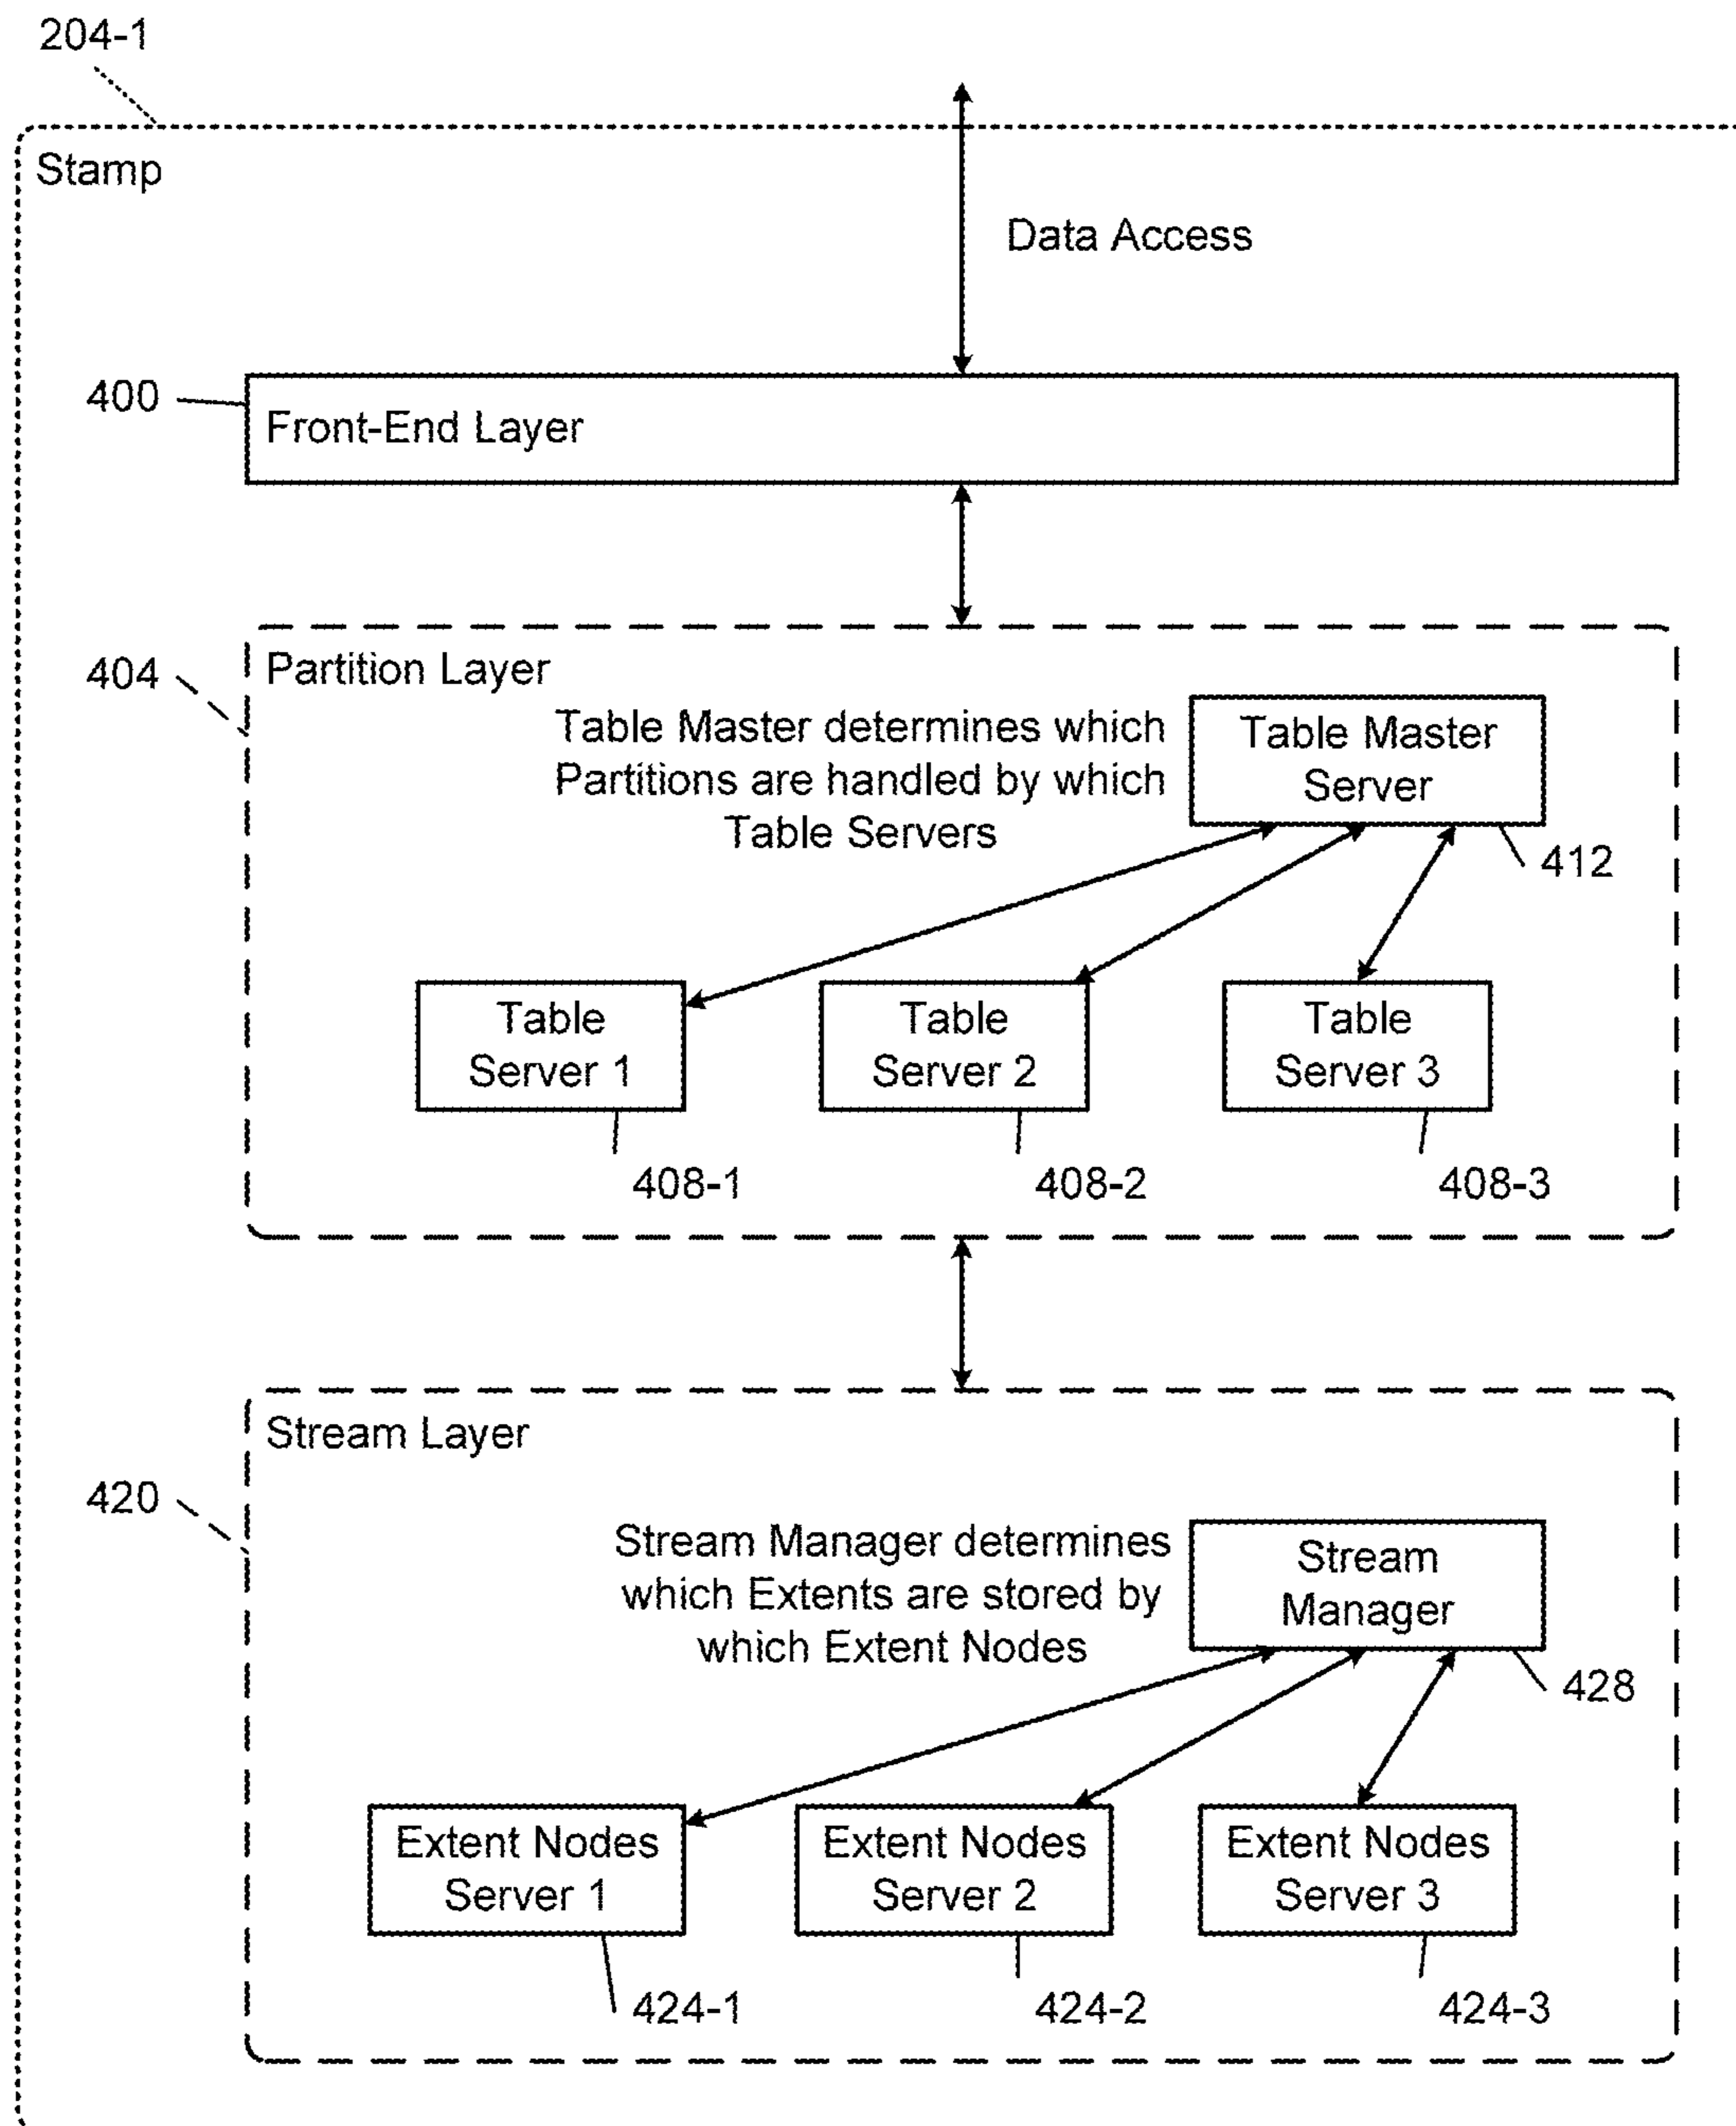 204-1
Stamp
Data Access
400
Front-End Layer
404
Partition Layer
Table Master determines which
Partitions are handled by which
Table Servers
Table Master
Server
412
Table
Server 1
Table
Server 2
Table
Server 3
408-1
408-2
408-3
Stream Layer
420
Stream Manager determines
which Extents are stored by
which Extent Nodes
Stream
Manager
428
Extent Nodes
Server 1
Extent Nodes
Server 2
Extent Nodes
Server 3
424-1
424-2
424-3